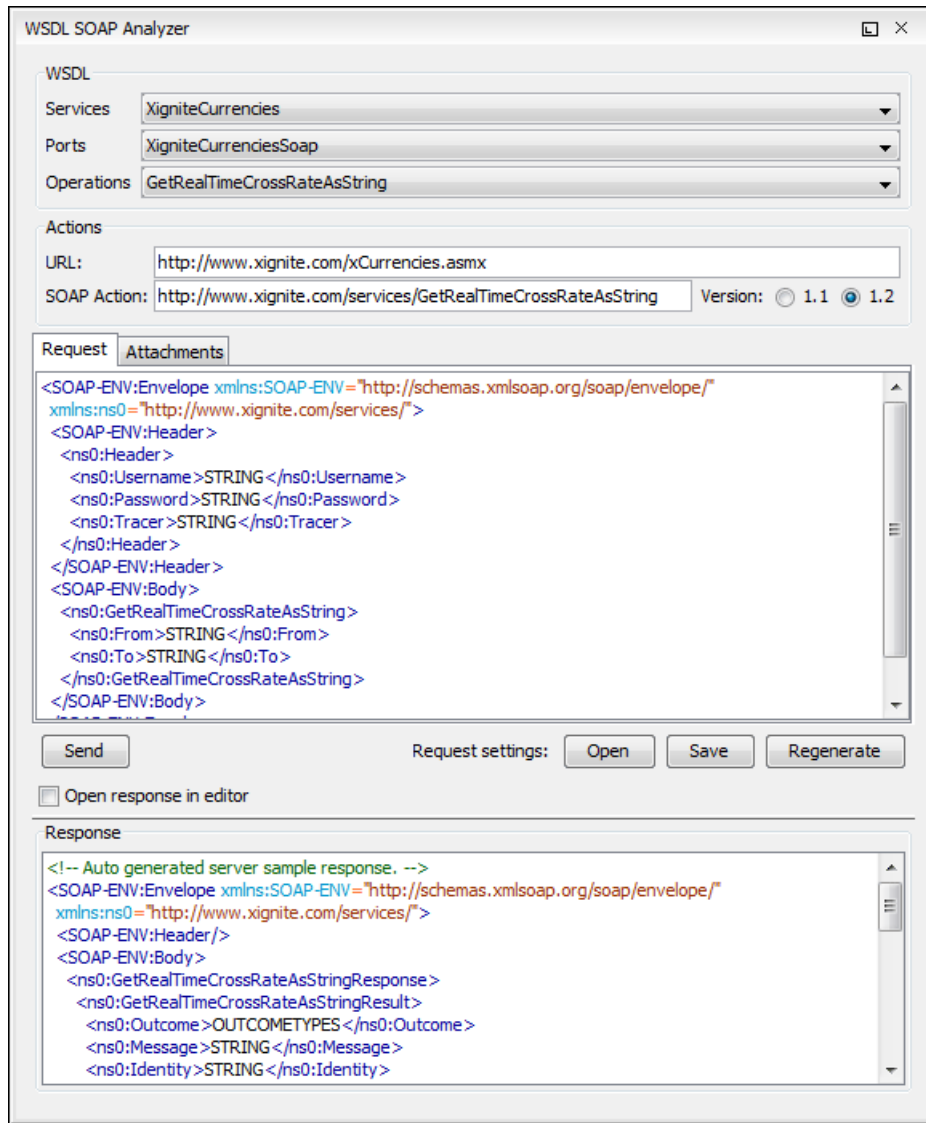 WSDL SOAP Analyzer
WSDL
Services XigniteCurrencies
Ports XigniteCurrenciesSoap
Operations GetRealTimeCrossRateAsString
Actions
URL: http://www.xignite.com/xCurrencies.asmx
SOAP Action: http://www.xignite.com/services/GetRealTimeCrossRateAsString Version: 1.1 1.2
Request Attachments
<SOAP-ENV:Envelope xmlns:SOAP-ENV="http://schemas.xmlsoap.org/soap/envelope/"
xmlns:ns0="http://www.xignite.com/services/">
<SOAP-ENV:Header>
<ns0:Header>
<ns0:Username>STRING</ns0:Username>
<ns0:Password>STRING</ns0:Password>
<ns0:Tracer>STRING</ns0:Tracer>
</ns0:Header>
</SOAP-ENV:Header>
<SOAP-ENV:Body>
<ns0:GetRealTimeCrossRateAsString>
<ns0:From>STRING</ns0:From>
<ns0:To>STRING</ns0:To>
</ns0:GetRealTimeCrossRateAsString>
</SOAP-ENV:Body>
Send Request settings: Open Save Regenerate
Open response in editor
Response
<!-- Auto generated server sample response. -->
<SOAP-ENV:Envelope xmlns:SOAP-ENV="http://schemas.xmlsoap.org/soap/envelope/"
xmlns:ns0="http://www.xignite.com/services/">
<SOAP-ENV:Header/>
<SOAP-ENV:Body>
<ns0:GetRealTimeCrossRateAsStringResponse>
<ns0:GetRealTimeCrossRateAsStringResult>
<ns0:Outcome>OUTCOMETYPES</ns0:Outcome>
<ns0:Message>STRING</ns0:Message>
<ns0:Identity>STRING</ns0:Identity>